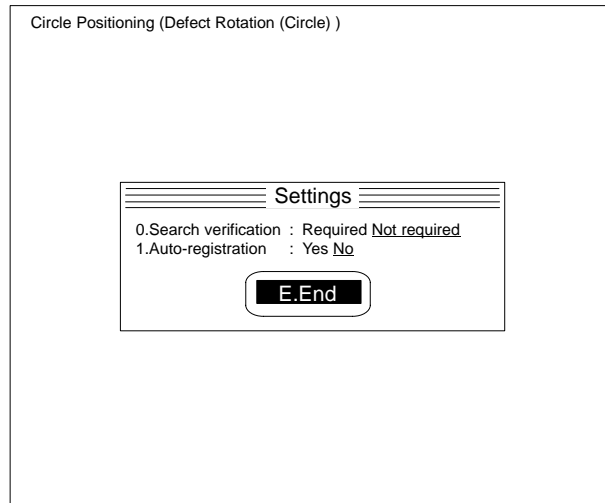 Circle Positioning (Defect Rotation (Circle) )
Settings
0.Search verification : Required Not required
1.Auto-registration : Yes No
E.End